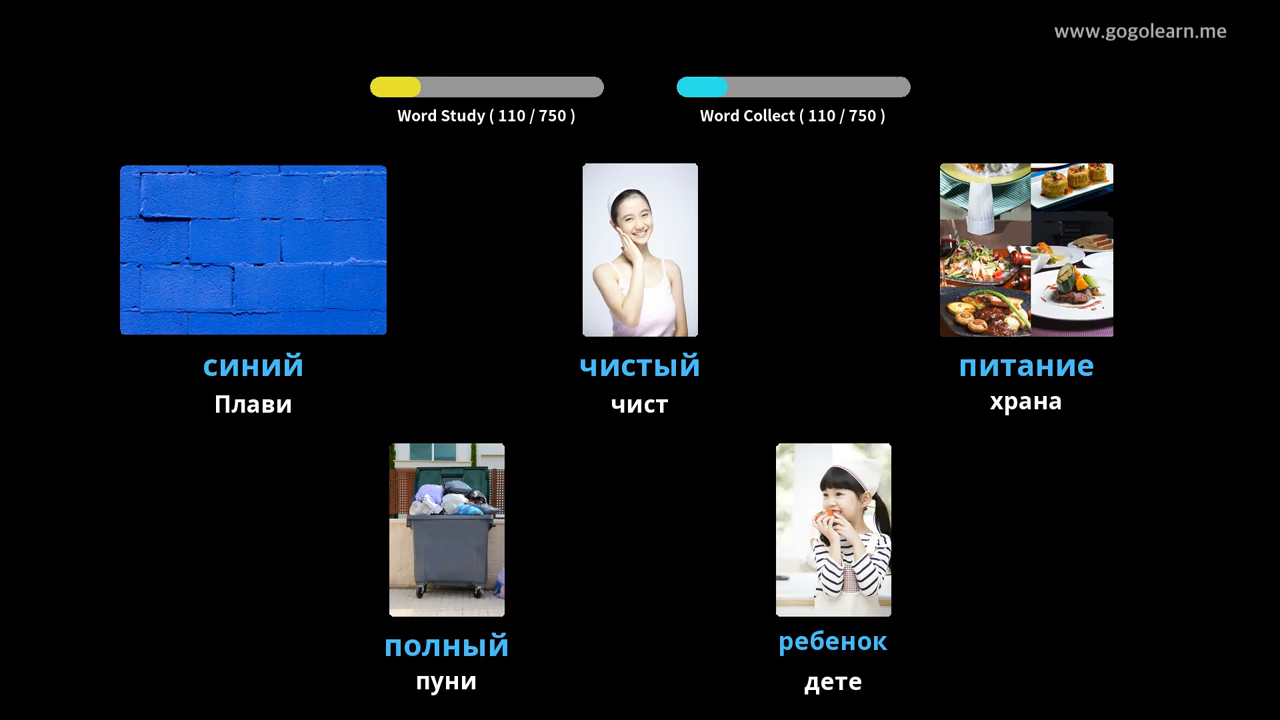 www.gogolearn.me
Word Study ( 110 / 750 )
Word Collect ( 110 / 750 )
синий
Плави
чистый
чист
питание
храна
полный
пуни
ребенок
дете